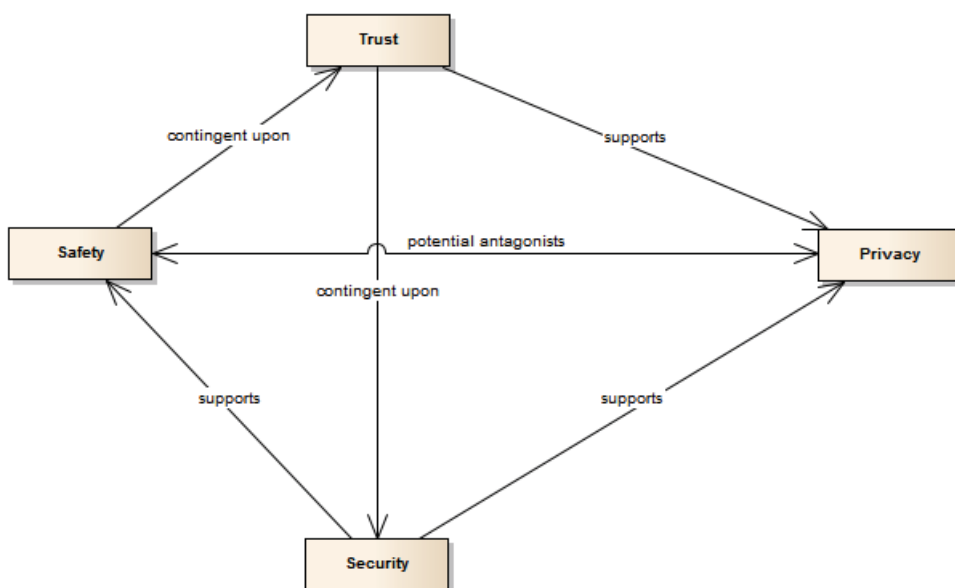 Trust
contingent upon
supports
potential antagonists
Safety
Privacy
contingent upon
supports
supports
Security